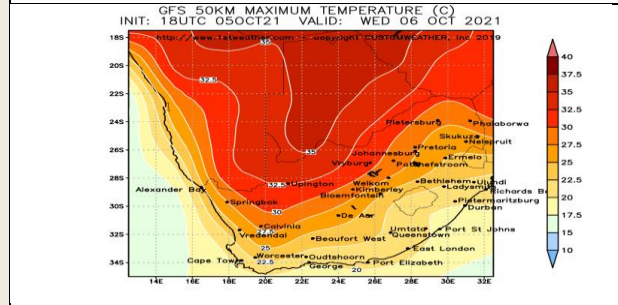 GFS 50KM MAXIMUM TEMPERATURE (C)
INIT: 18UTC 05OCT21 VALID: WED 06 OCT 2021
http://www.1stweather.com -- copyright CUSTOMWEATHER, Inc 2019
18S
20S
22S
24S
26S
28S
30S
32S
34S
35
32.5
35
32.5
30
27.5
25
22.5
20
Pietersburg
Phalaborwa
Skukuza
Nelspruit
Pretoria
Johannesburg
Ermelo
Vryburg
Potchefstroom
Welkom
Bethlehem
Ulundi
Alexander Bay
Upington
Kimberley
Ladysmith
Richards Ba
Springbok
Bloemfontein
Pietermaritzburg
Durban
De Aar
Calvinia
Vredendal
Umtata
Port St Johns
Queenstown
Beaufort West
East London
Worcester
Oudtshoorn
Cape Town
George
Port Elizabeth
14E 16E 18E 20E 22E 24E 26E 28E 30E 32E
40
37.5
35
32.5
30
27.5
25
22.5
20
17.5
15
10